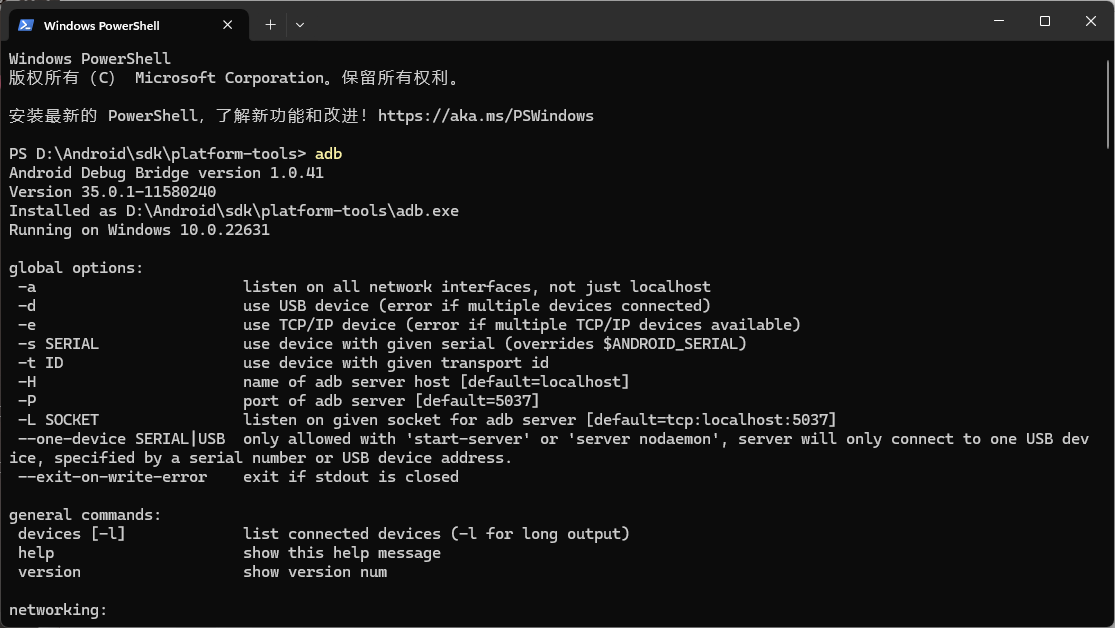 Windows PowerShell
Windows PowerShell
版权所有 (C) Microsoft Corporation。保留所有权利。
安装最新的 PowerShell,了解新功能和改进!https://aka.ms/PSWindows
PS D:\Android\sdk\platform-tools> adb
Android Debug Bridge version 1.0.41
Version 35.0.1-11580240
Installed as D:\Android\sdk\platform-tools\adb.exe
Running on Windows 10.0.22631
global options:
 -a                       listen on all network interfaces, not just localhost
 -d                       use USB device (error if multiple devices connected)
 -e                       use TCP/IP device (error if multiple TCP/IP devices available)
 -s SERIAL                use device with given serial (overrides $ANDROID_SERIAL)
 -t ID                    use device with given transport id
 -H                       name of adb server host [default=localhost]
 -P                       port of adb server [default=5037]
 -L SOCKET                listen on given socket for adb server [default=tcp:localhost:5037]
 --one-device SERIAL|USB  only allowed with 'start-server' or 'server nodaemon', server will only connect to one USB dev
ice, specified by a serial number or USB device address.
 --exit-on-write-error    exit if stdout is closed
general commands:
 devices [-l]             list connected devices (-l for long output)
 help                     show this help message
 version                  show version num
networking: